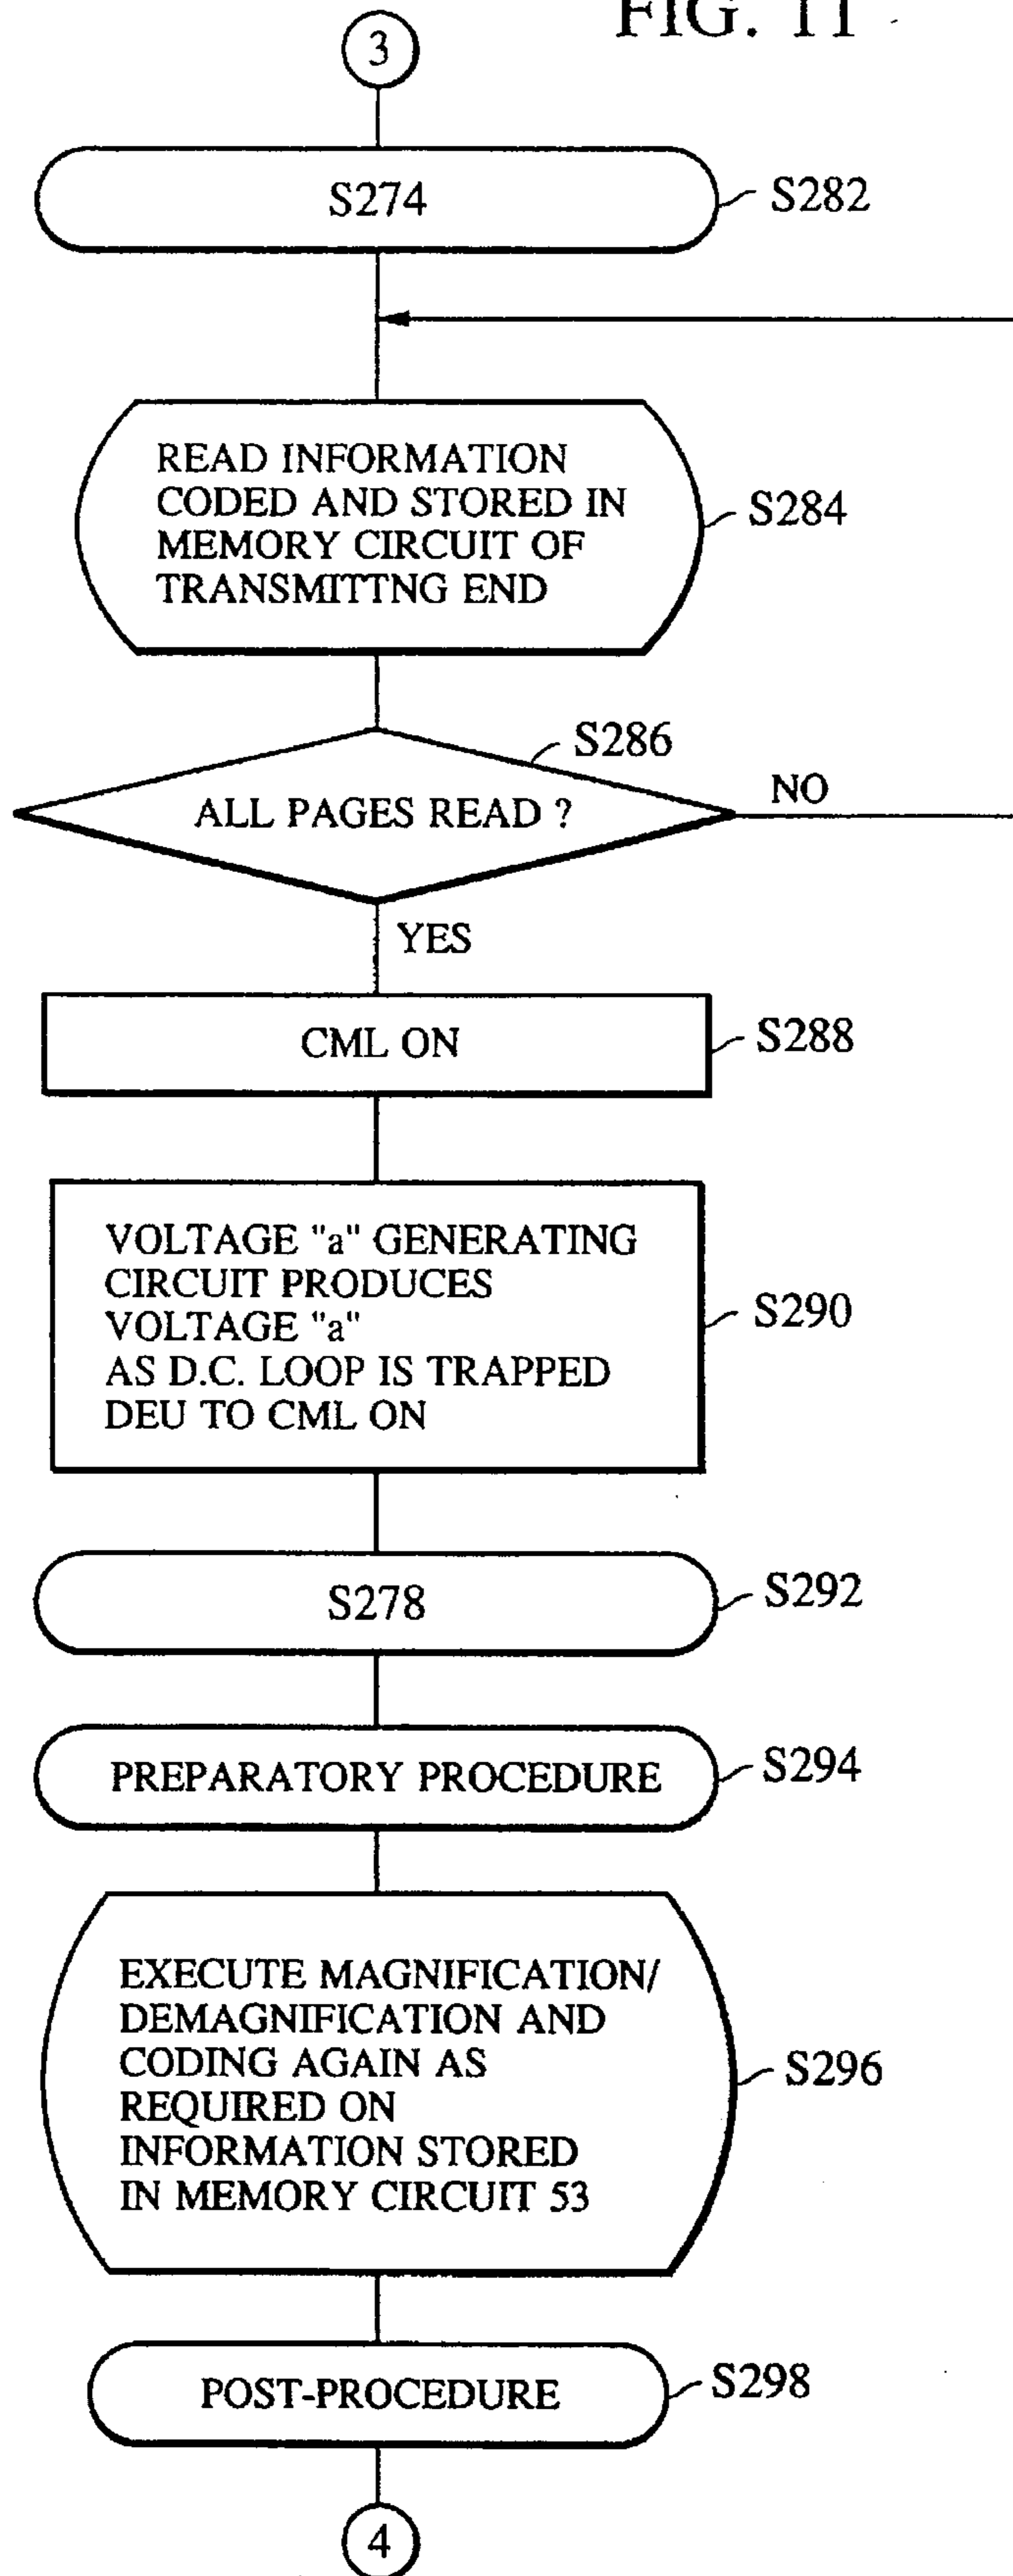 FIG. 11
3
S274
S282
READ INFORMATION
CODED AND STORED IN
MEMORY CIRCUIT OF
TRANSMITTNG END
S284
S286
ALL PAGES READ ?
NO
YES
CML ON
S288
VOLTAGE "a" GENERATING
CIRCUIT PRODUCES
VOLTAGE "a"
AS D.C. LOOP IS TRAPPED
DEU TO CML ON
S290
S278
S292
PREPARATORY PROCEDURE
S294
EXECUTE MAGNIFICATION/
DEMAGNIFICATION AND
CODING AGAIN AS
REQUIRED ON
INFORMATION STORED
IN MEMORY CIRCUIT 53
S296
POST-PROCEDURE
S298
4